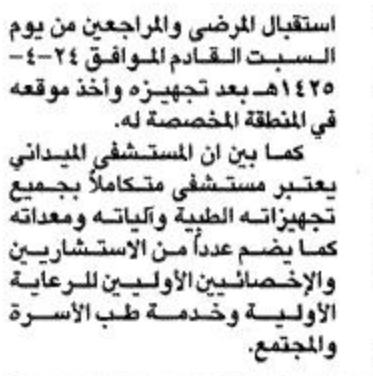 استقبال المرضى والمراجعين من يوم
السبت القادم الموافق ٢٤-٤-
١٤٢٥هـ بعد تجهيزه وأخذ موقعه
في المنطقة المخصصة له.
كما بين ان المستشفى الميداني
يعتبر مستشفى متكاملاً بجميع
تجهيزاته الطبية وآلياته ومعداته
كما يضم عدداً من الاستشاريين
والإخصائيين الأوليين للرعاية
الأولية وخدمة طب الأسرة
والمجتمع.